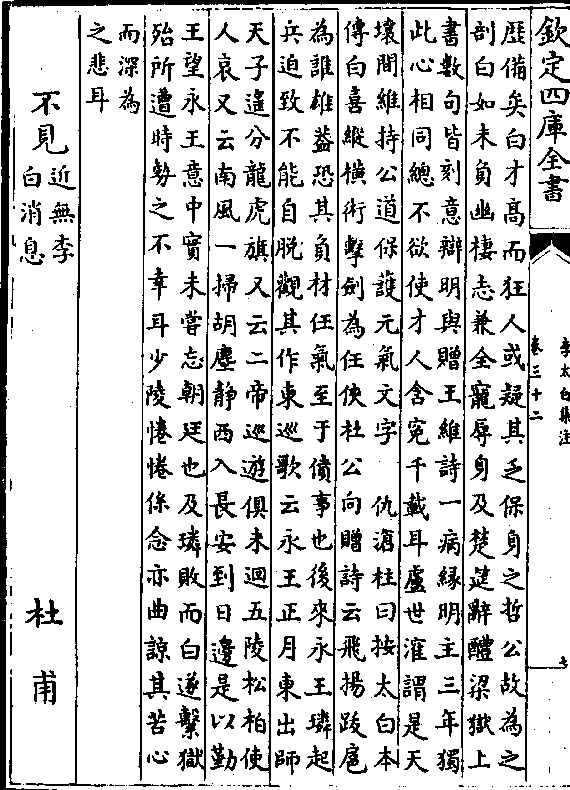 欽定四庫全書
李太白集注
卷三十二
七
歴備矣白才髙而狂人或疑其乏保身之哲公故為之
剖白如未負幽棲志兼全寵辱身及楚筵辭醴梁獄上
書數句皆刻意辯明與贈王維詩一病縁明主三年獨
此心相同總不欲使才人含寃千載耳盧世㴶謂是天
壤間維持公道保䕶元氣文字 仇滄柱曰按太白本
傳白喜縱横術擊劍為任俠杜公向贈詩云飛揚跋扈
為誰雄葢恐其負材任氣至于僨事也後來永王璘起
兵迫致不能自脱觀其作東巡歌云永王正月東出師
天子遙分龍虎旗又云二帝巡遊俱未迴五陵松柏使
人哀又云南風一掃胡塵静西入長安到日邊是以勤
王望永王意中實未嘗忘朝廷也及璘敗而白遂繫獄
殆所遭時勢之不幸耳少陵惓惓係念亦曲諒其苦心
而深為
之悲耳
不見近無李白消息 杜甫